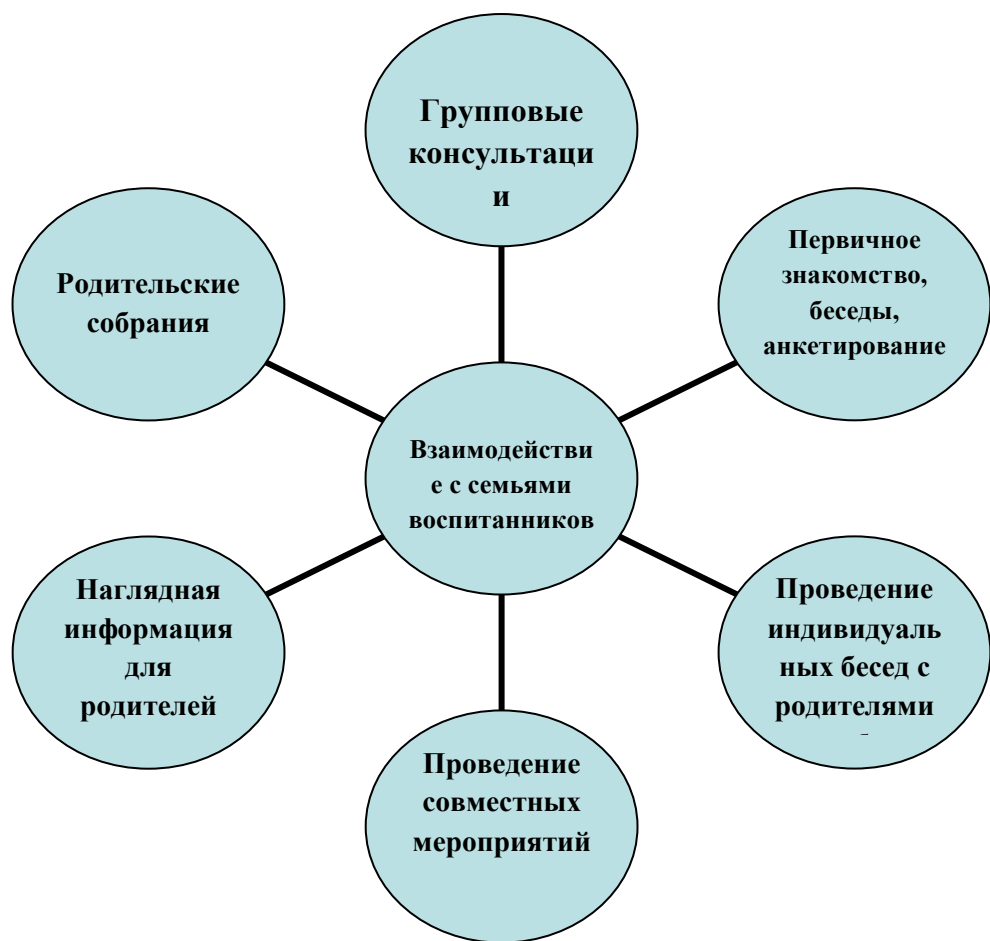 Групповые
консультаци
и
Первичное
знакомство,
беседы,
анкетирование
Родительские
собрания
Взаимодействи
е с семьями
воспитанников
Наглядная
информация
для
родителей
Проведение
индивидуаль
ных бесед с
родителями
Проведение
совместных
мероприятий